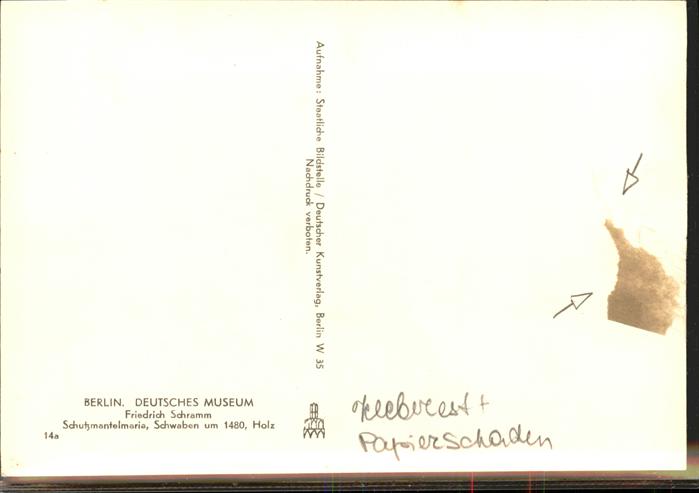 Aufnahme: Staatliche Bildstelle / Deutscher Kunstverlag, Berlin W 35
Nachdruck verboten.
BERLIN. DEUTSCHES MUSEUM
Friedrich Schramm
Schutzmantelmaria, Schwaben um 1480, Holz
14a
Kleberest +
Papierschaden